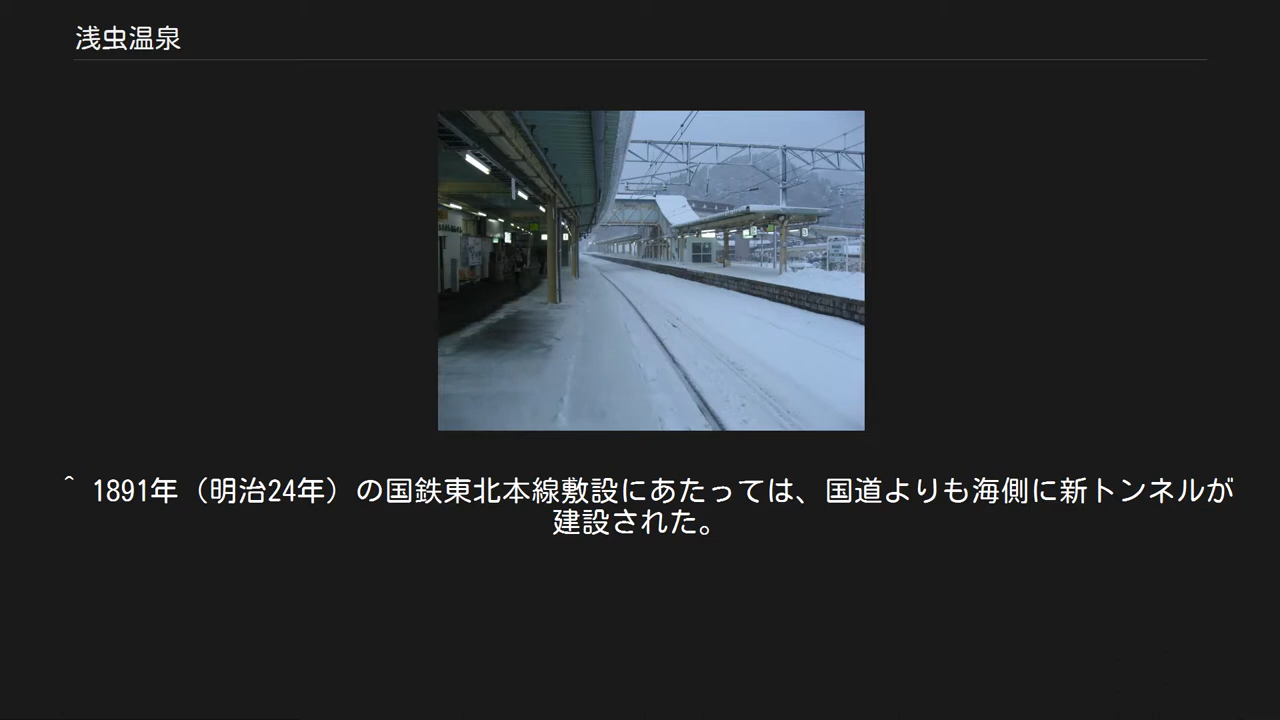 浅虫温泉
^ 1891年（明治24年）の国鉄東北本線敷設にあたっては、国道よりも海側に新トンネルが
建設された。